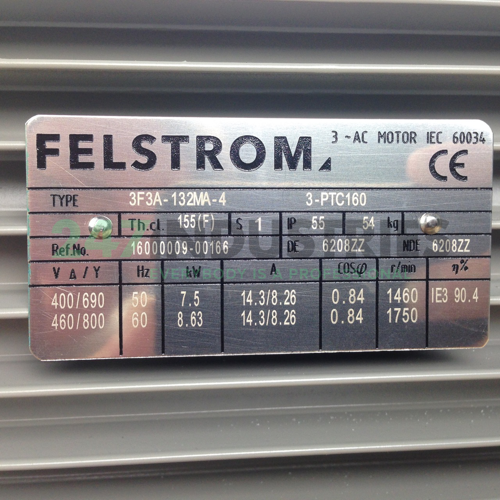 FELSTROM
3 ~AC MOTOR IEC 60034
CE
TYPE 3F3A-132MA-4 3-PTC160
Th.cl. 155(F) S 1 IP 55 54 kg
Ref.No. 16000009-00166 DE 6208ZZ NDE 6208ZZ
V Δ/Y Hz kW A COSφ r/min η%
400/690 50 7.5 14.3/8.26 0.84 1460 IE3 90.4
460/800 60 8.63 14.3/8.26 0.84 1750